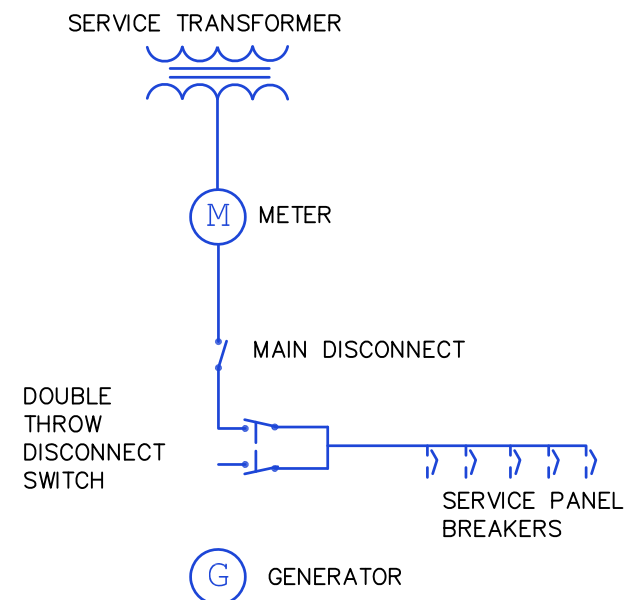 SERVICE TRANSFORMER
M
METER
MAIN DISCONNECT
DOUBLE
THROW
DISCONNECT
SWITCH
SERVICE PANEL
BREAKERS
G
GENERATOR